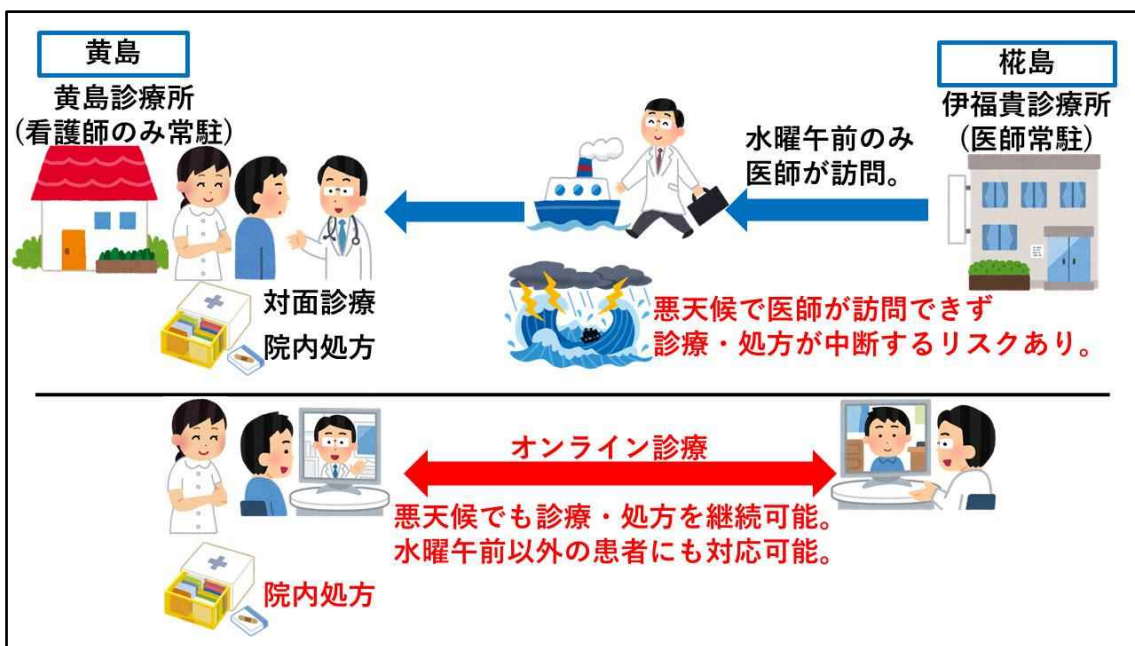 黄島
黄島診療所
(看護師のみ常駐)
椛島
伊福貴診療所
(医師常駐)
水曜午前のみ
医師が訪問。
対面診療
院内処方
悪天候で医師が訪問できず
診療・処方が中断するリスクあり。
オンライン診療
悪天候でも診療・処方を継続可能。
水曜午前以外の患者にも対応可能。
院内処方